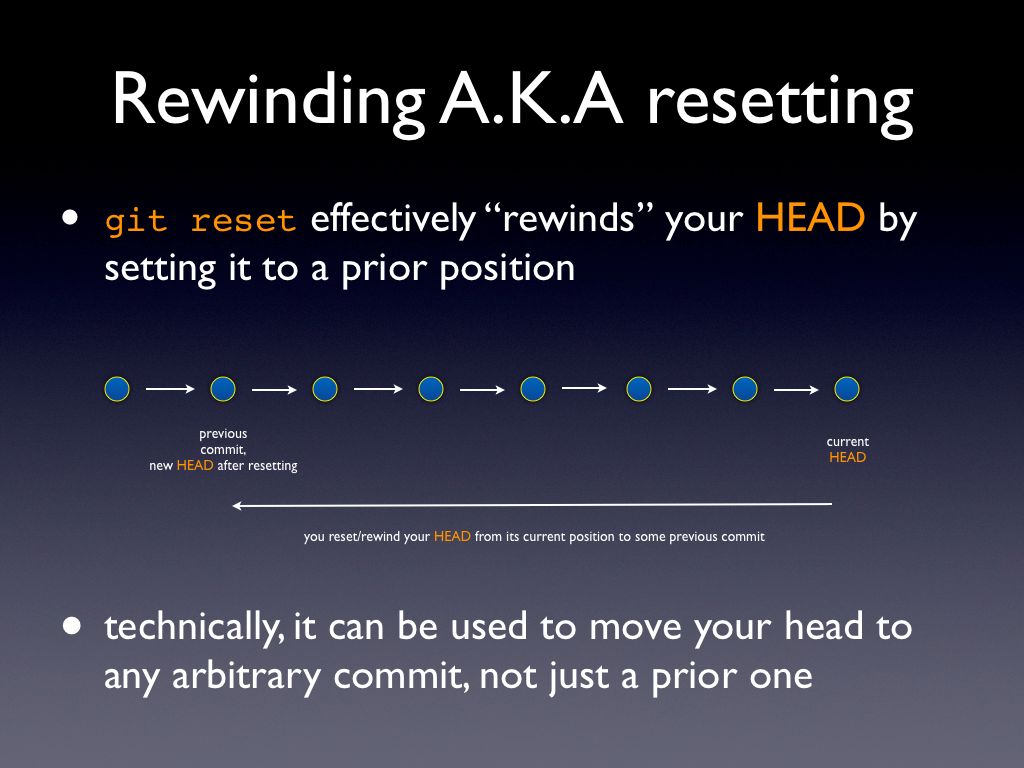 Rewinding A.K.A resetting
• git reset effectively “rewinds” your HEAD by
setting it to a prior position
previous
commit,
new HEAD after resetting
current
HEAD
you reset/rewind your HEAD from its current position to some previous commit
• technically, it can be used to move your head to
any arbitrary commit, not just a prior one